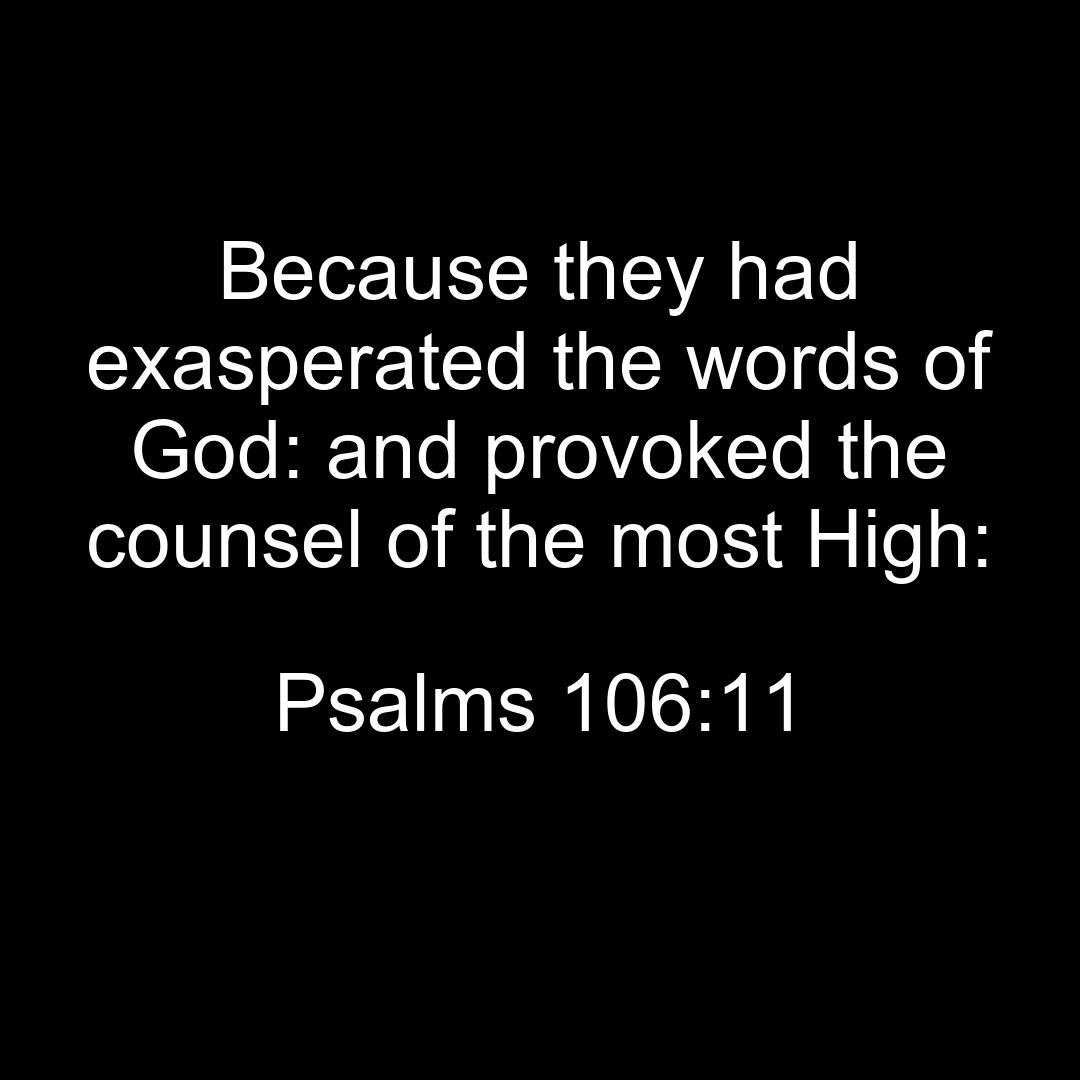 Because they had
exasperated the words of
God: and provoked the
counsel of the most High:
Psalms 106:11